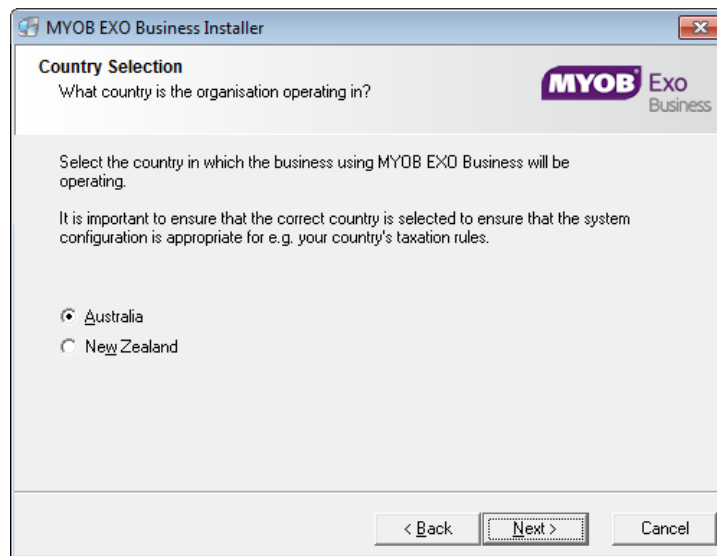 MYOB EXO Business Installer
Country Selection
What country is the organisation operating in?
MYOB Exo
Business
Select the country in which the business using MYOB EXO Business will be
operating.
It is important to ensure that the correct country is selected to ensure that the system
configuration is appropriate for e.g. your country's taxation rules.
Australia
New Zealand
< Back
Next >
Cancel